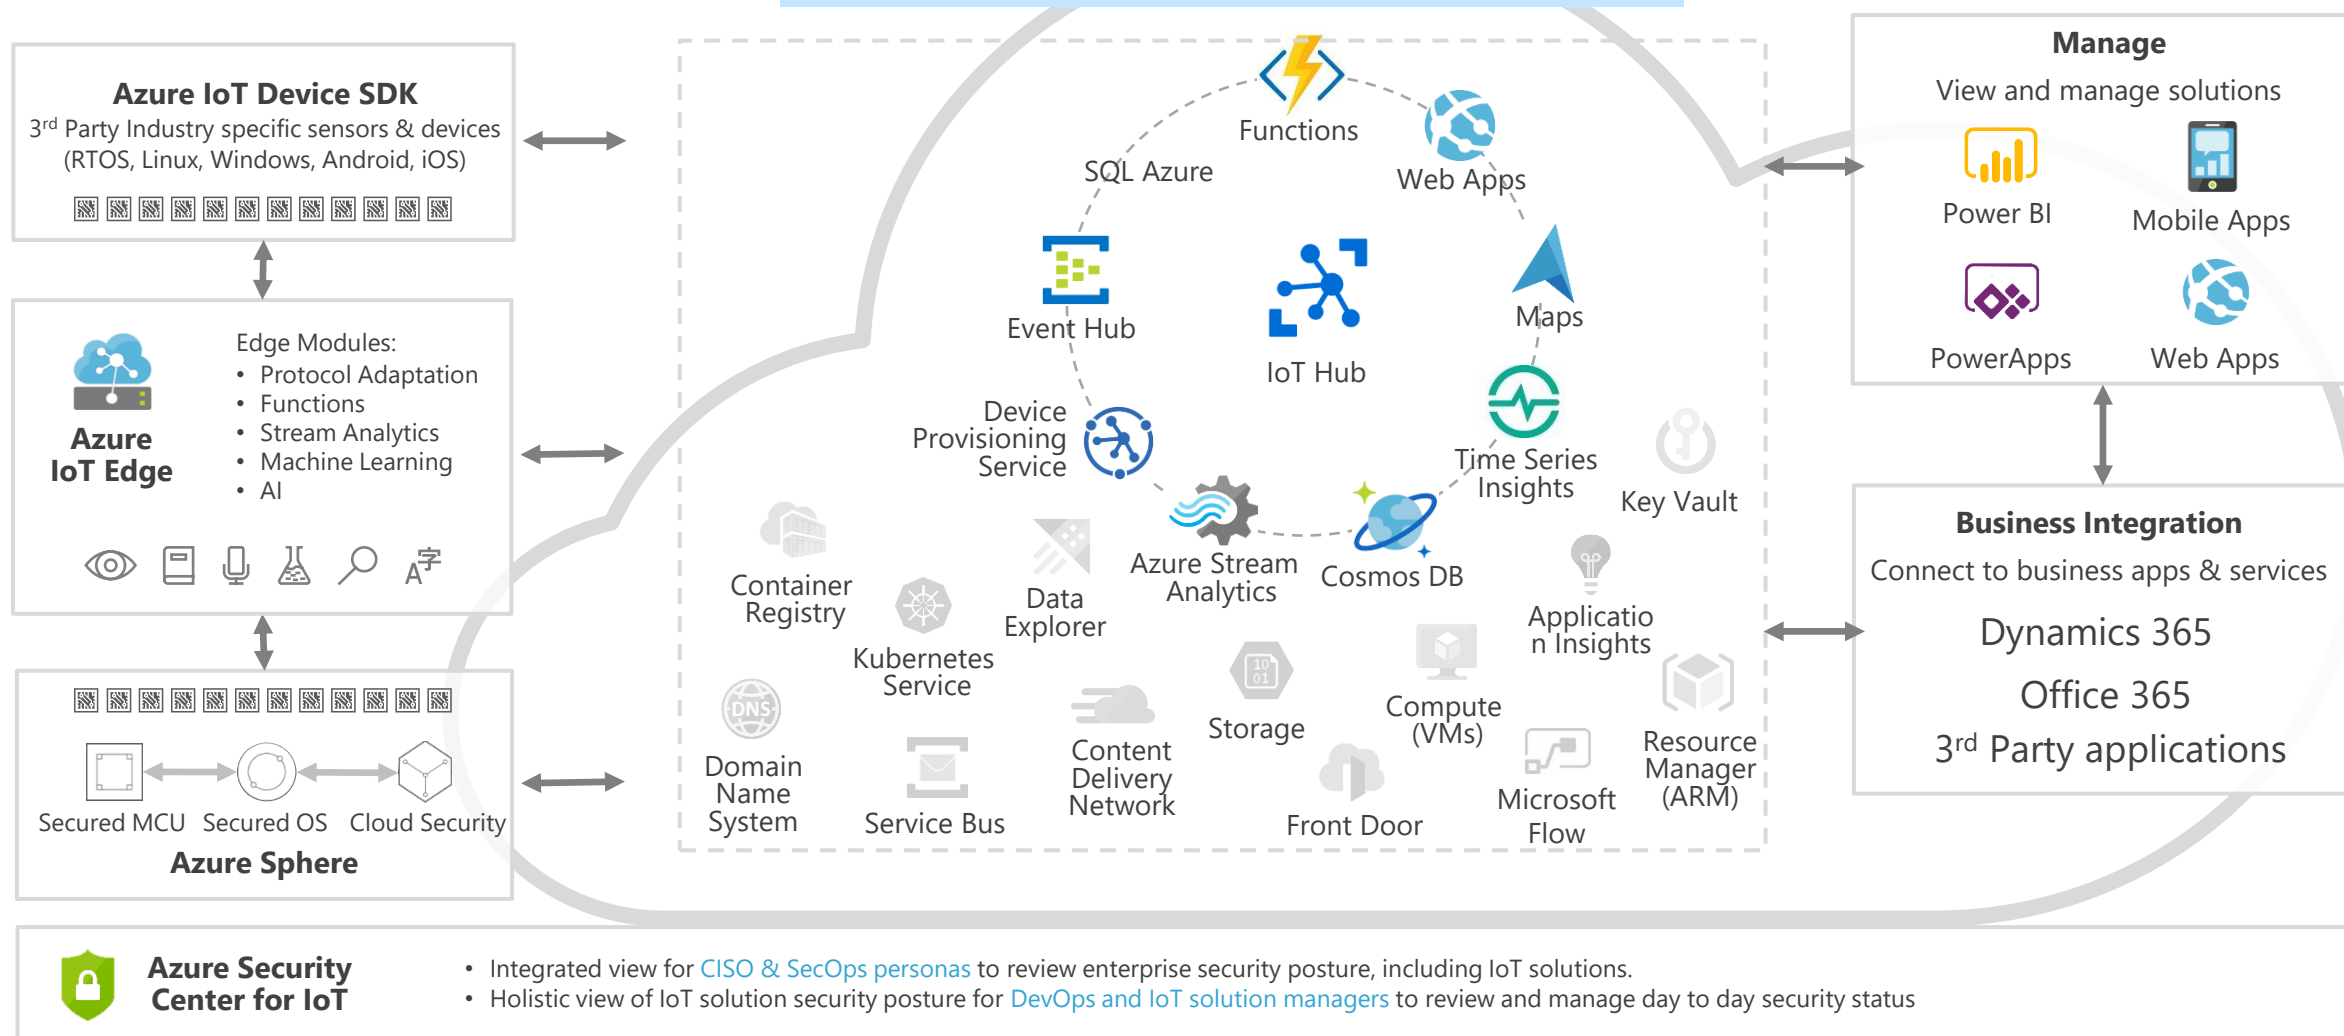 Azure IoT Device SDK
3rd Party Industry specific sensors & devices
(RTOS, Linux, Windows, Android, iOS)
Azure
IoT Edge
Edge Modules:
• Protocol Adaptation
• Functions
• Stream Analytics
• Machine Learning
• AI
A字
Secured MCU
Secured OS
Cloud Security
Azure Sphere
Functions
SQL Azure
Web Apps
Event Hub
IoT Hub
Maps
Device
Provisioning
Service
Time Series
Insights
Key Vault
Azure Stream
Analytics
Cosmos DB
Container
Registry
Data
Explorer
Applicatio
n Insights
Kubernetes
Service
10
01
Storage
Compute
(VMs)
DNS
Domain
Name
System
Service Bus
Content
Delivery
Network
Front Door
Microsoft
Flow
Resource
Manager
(ARM)
Manage
View and manage solutions
Power BI
Mobile Apps
PowerApps
Web Apps
Business Integration
Connect to business apps & services
Dynamics 365
Office 365
3rd Party applications
Azure Security
Center for IoT
• Integrated view for CISO & SecOps personas to review enterprise security posture, including IoT solutions.
• Holistic view of IoT solution security posture for DevOps and IoT solution managers to review and manage day to day security status